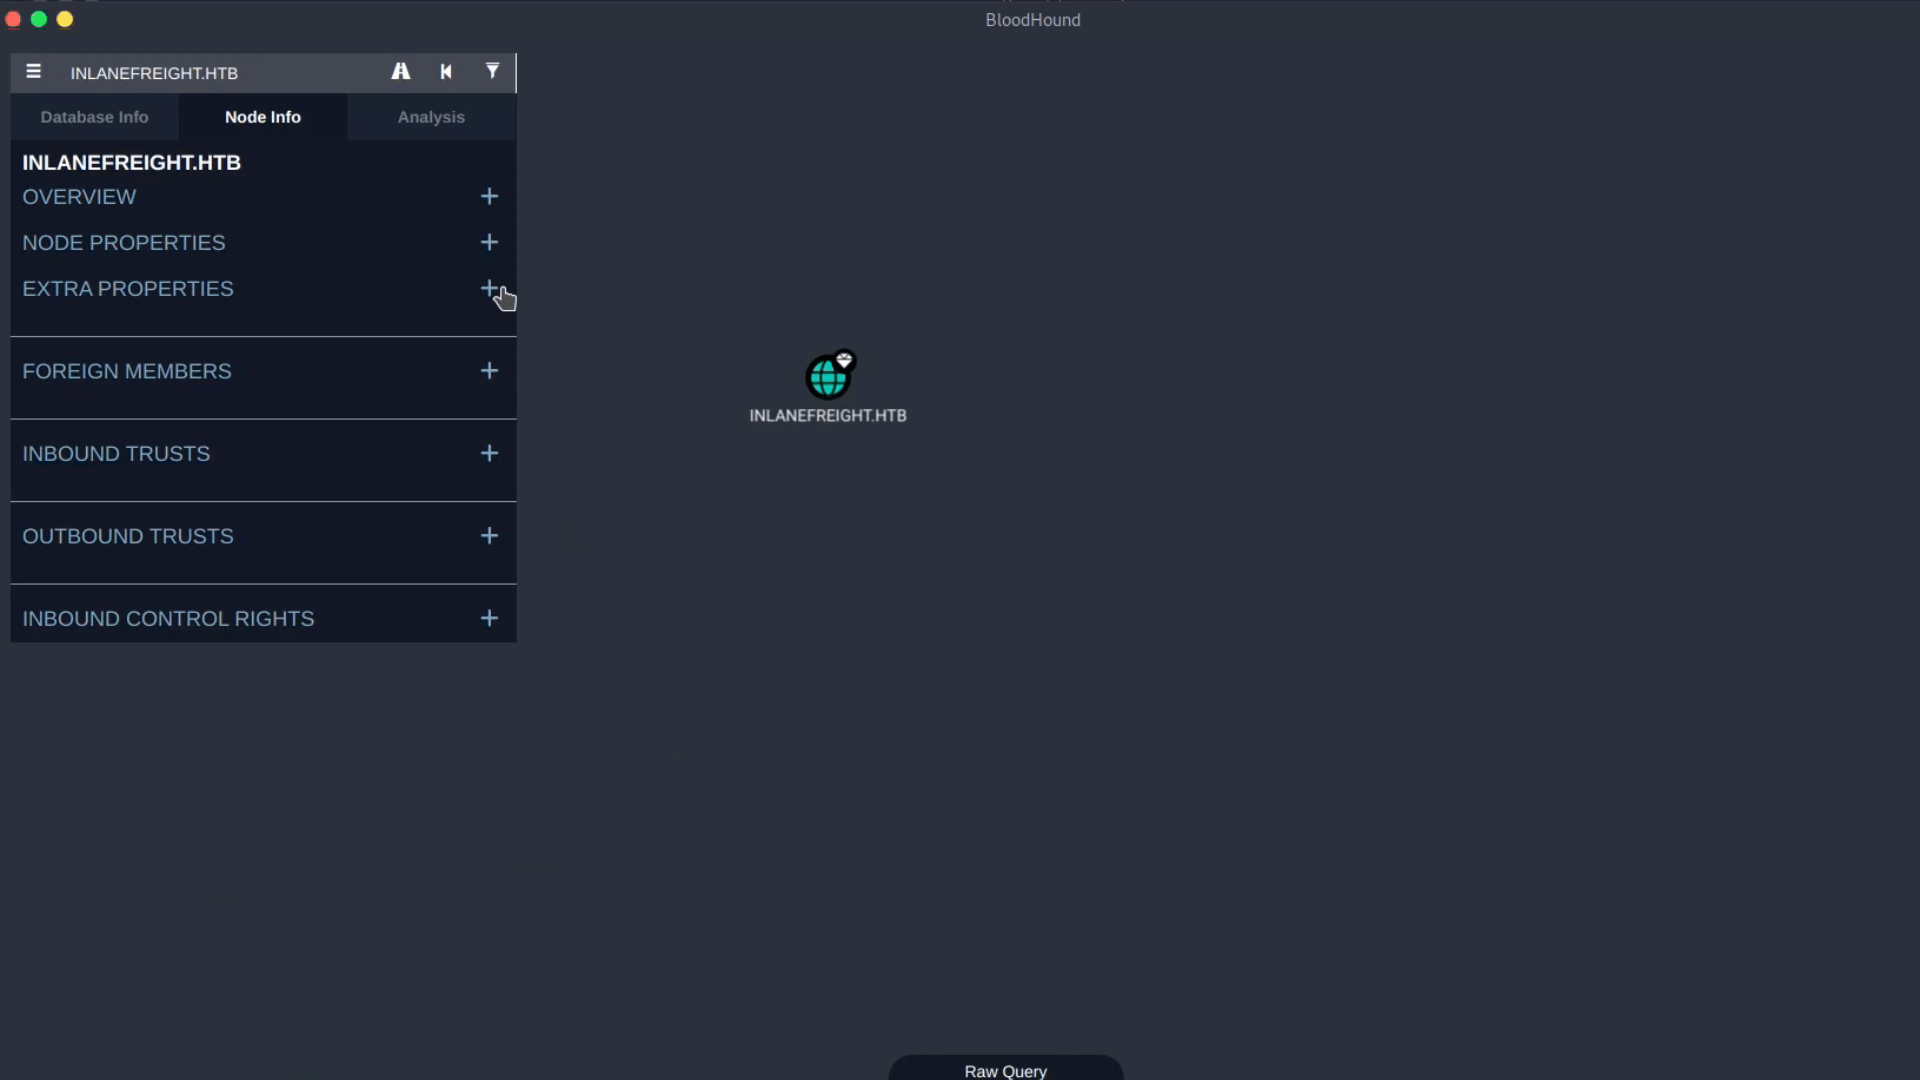 BloodHound
INLANEFREIGHT.HTB
Database Info
Node Info
Analysis
INLANEFREIGHT.HTB
OVERVIEW
NODE PROPERTIES
EXTRA PROPERTIES
FOREIGN MEMBERS
INBOUND TRUSTS
OUTBOUND TRUSTS
INBOUND CONTROL RIGHTS
INLANEFREIGHT.HTB
Raw Query